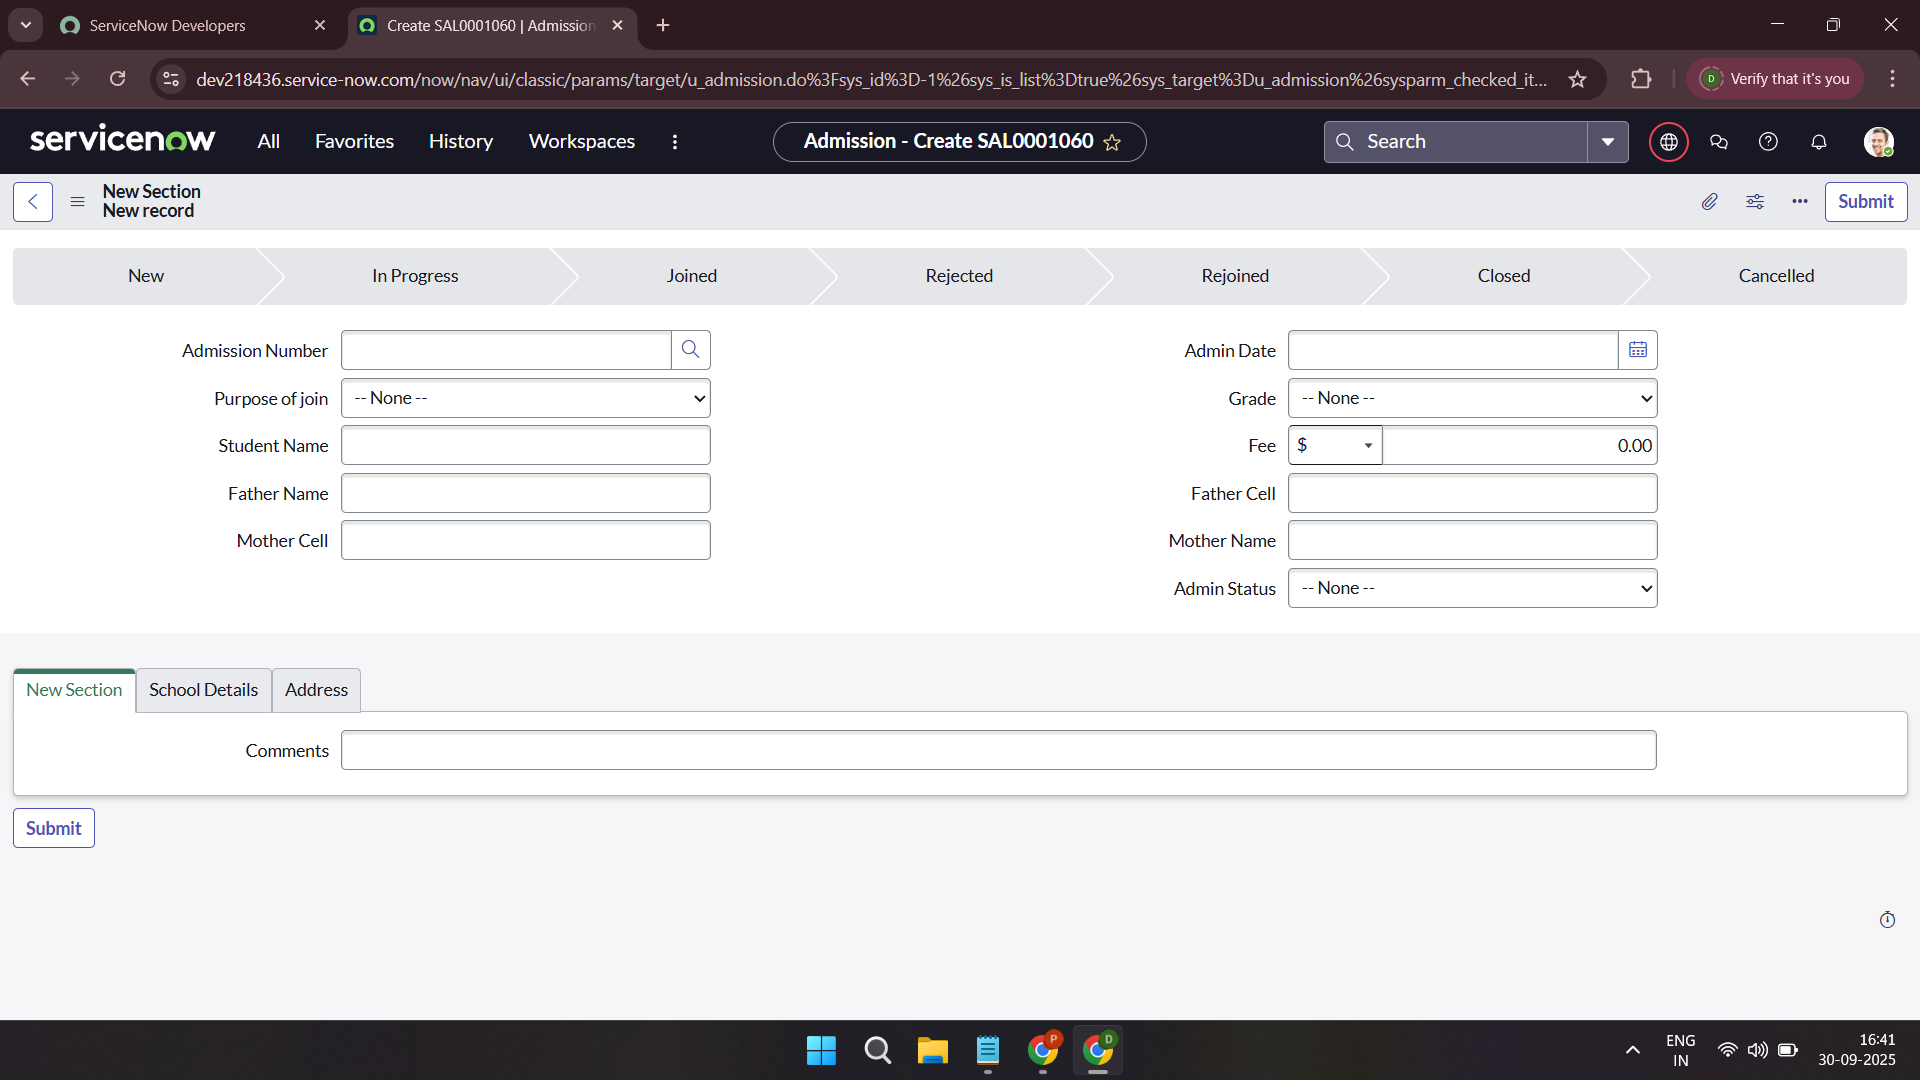 ServiceNow Developers
Create SAL0001060 | Admission
dev218436.service-now.com/now/nav/ui/classic/params/target/u_admission.do%3Fsys_id%3D-1%26sys_is_list%3Dtrue%26sys_target%3Du_admission%26sysparm_checked_it...
D
Verify that it's you
servicenow
All
Favorites
History
Workspaces
Admission - Create SAL0001060
Search
New Section
New record
Submit
New
In Progress
Joined
Rejected
Rejoined
Closed
Cancelled
Admission Number
Admin Date
Purpose of join
-- None --
Grade
-- None --
Student Name
Fee
$
0.00
Father Name
Father Cell
Mother Cell
Mother Name
Admin Status
-- None --
New Section
School Details
Address
Comments
Submit
P
D
ENG
IN
16:41
30-09-2025